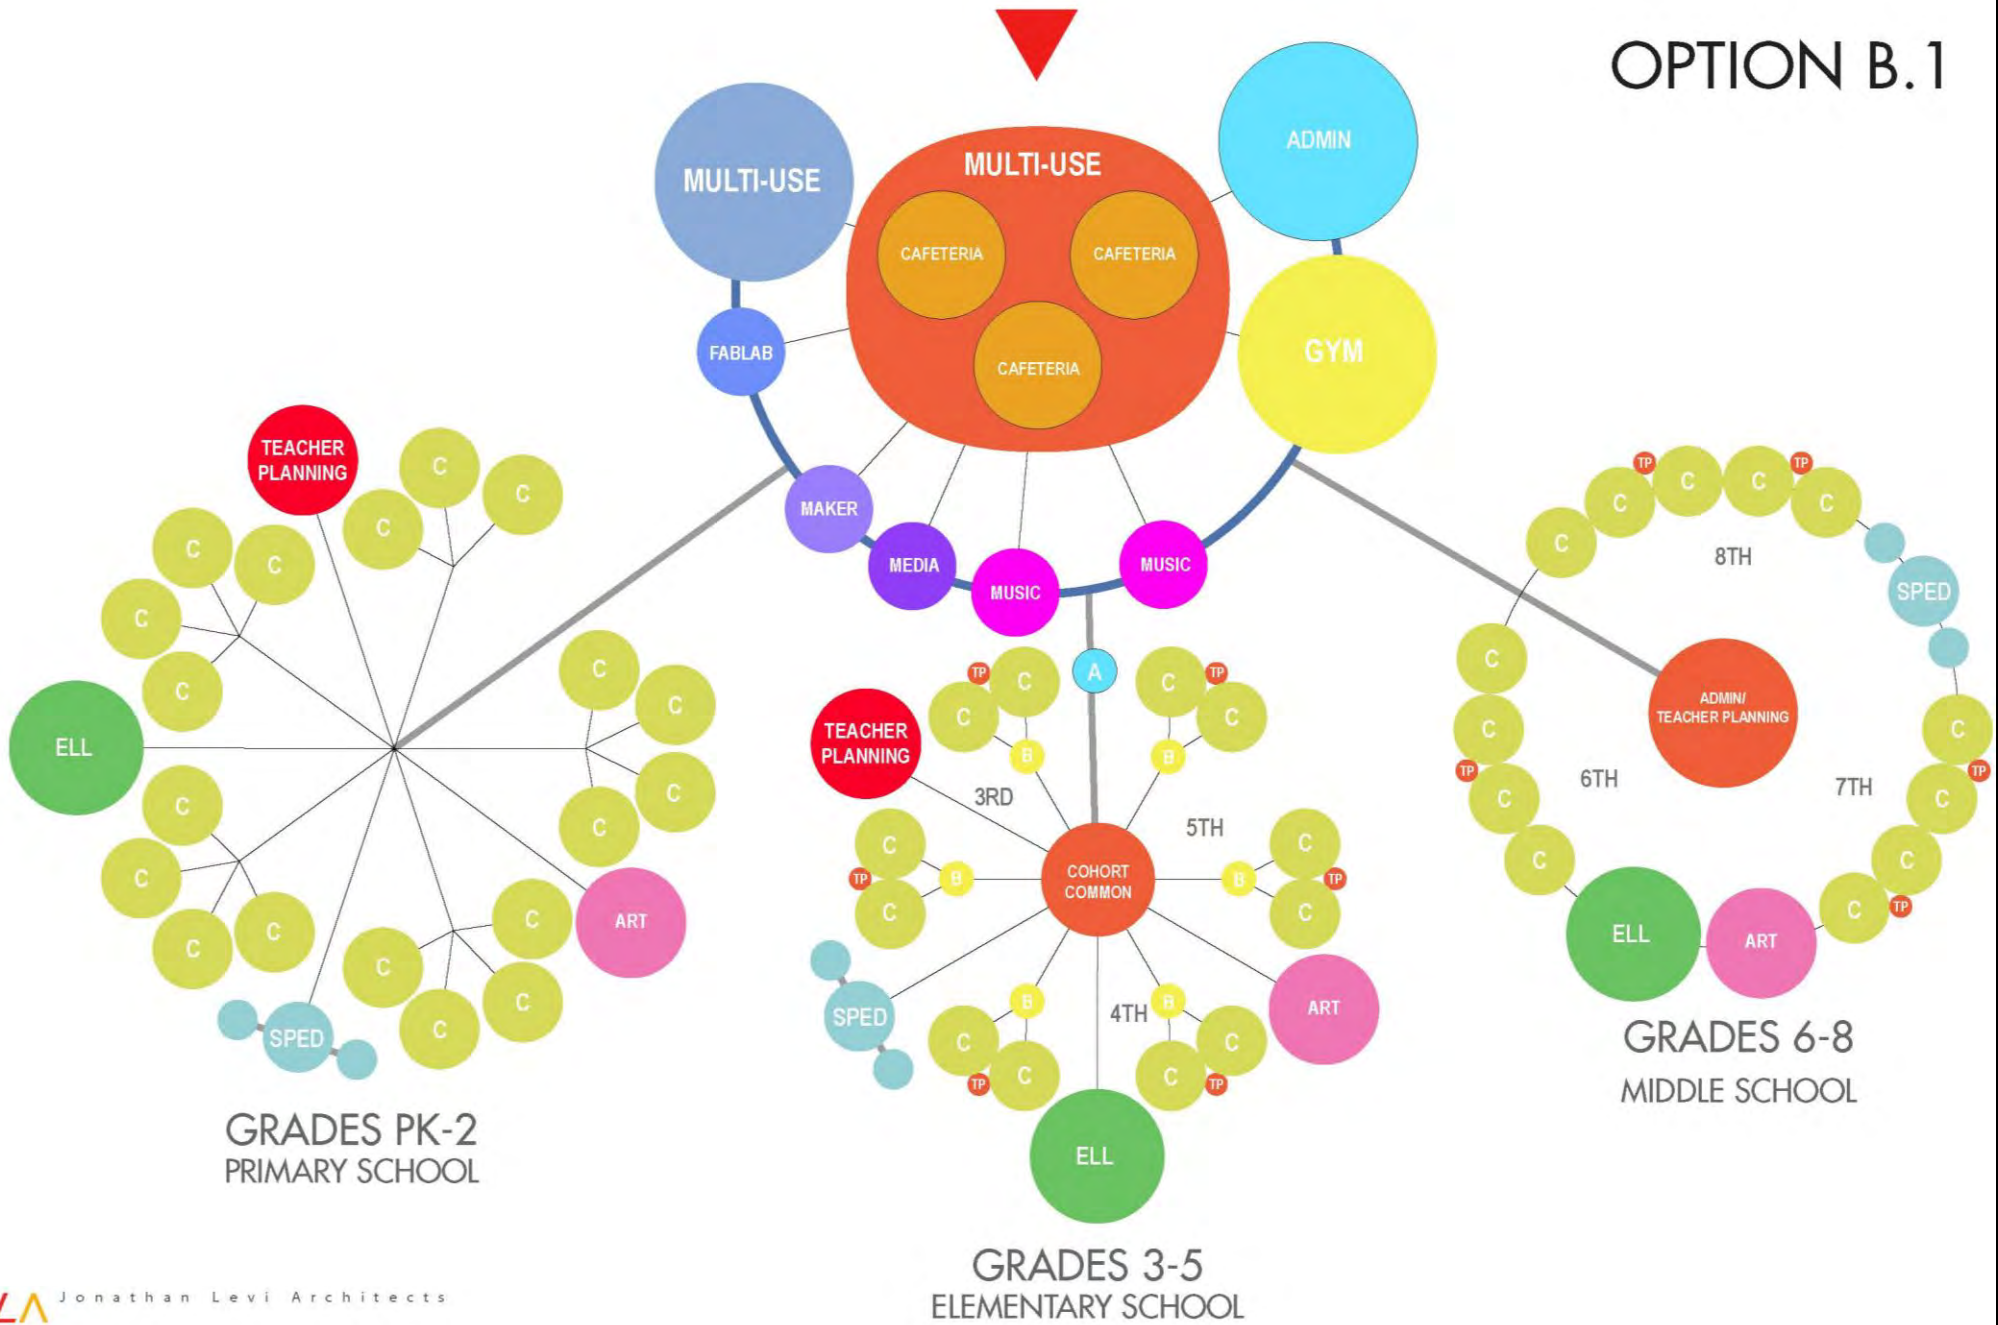 OPTION B.1
MULTI-USE
MULTI-USE
ADMIN
CAFETERIA
CAFETERIA
CAFETERIA
FABLAB
GYM
MAKER
MEDIA
MUSIC
MUSIC
TEACHER
PLANNING
C
C
C
C
C
C
C
ELL
C
C
C
C
C
C
C
C
ART
C
C
C
C
SPED
GRADES PK-2
PRIMARY SCHOOL
A
TP
C
C
B
C
TP
C
B
TEACHER
PLANNING
3RD
5TH
C
TP
C
B
COHORT
COMMON
B
C
TP
C
SPED
B
C
C
TP
4TH
B
C
C
TP
ART
ELL
GRADES 3-5
ELEMENTARY SCHOOL
TP
TP
C
C
C
C
C
8TH
SPED
C
C
TP
C
C
6TH
ADMIN/
TEACHER PLANNING
7TH
C
TP
C
C
C
TP
ELL
ART
GRADES 6-8
MIDDLE SCHOOL
Jonathan Levi Architects